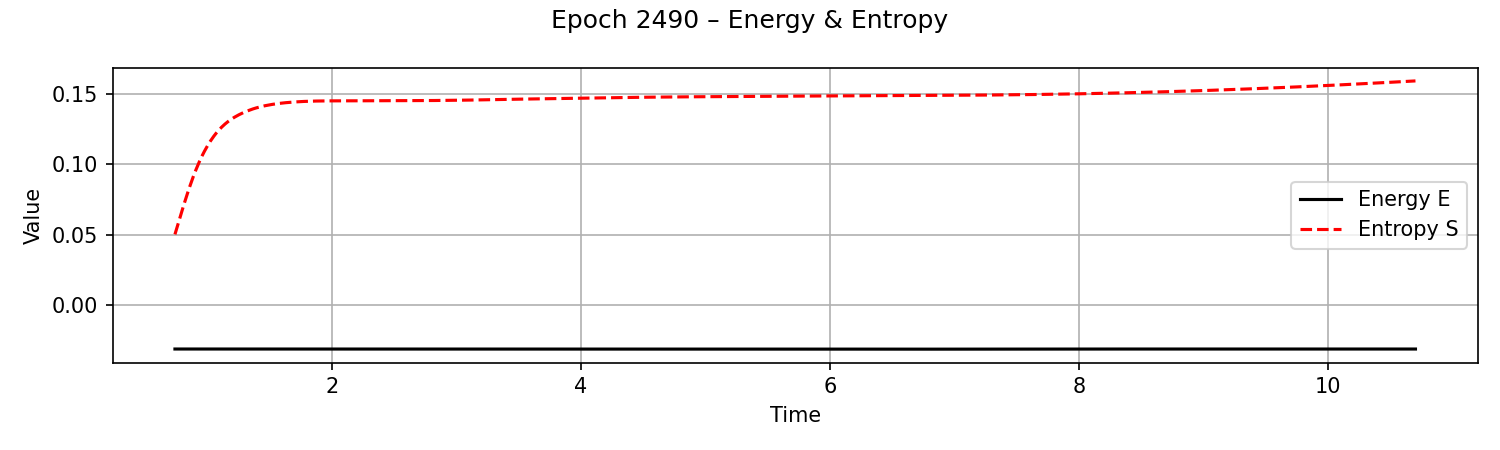 Epoch 2490 – Energy & Entropy
0.15
0.10
0.05
0.00
Value
Energy E
Entropy S
2 4 6 8 10
Time